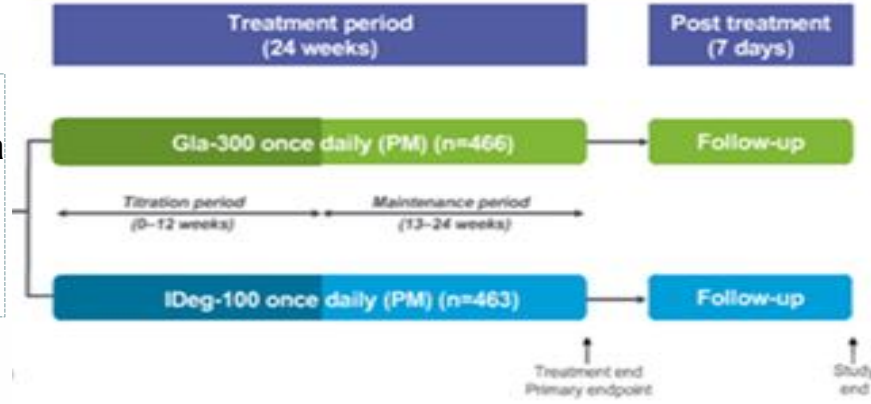 Treatment period
(24 weeks)
Post treatment
(7 days)
Gla-300 once daily (PM) (n=466)
Follow-up
Titration period
(0–12 weeks)
Maintenance period
(13–24 weeks)
IDeg-100 once daily (PM) (n=463)
Follow-up
Treatment end
Primary endpoint
Study
end